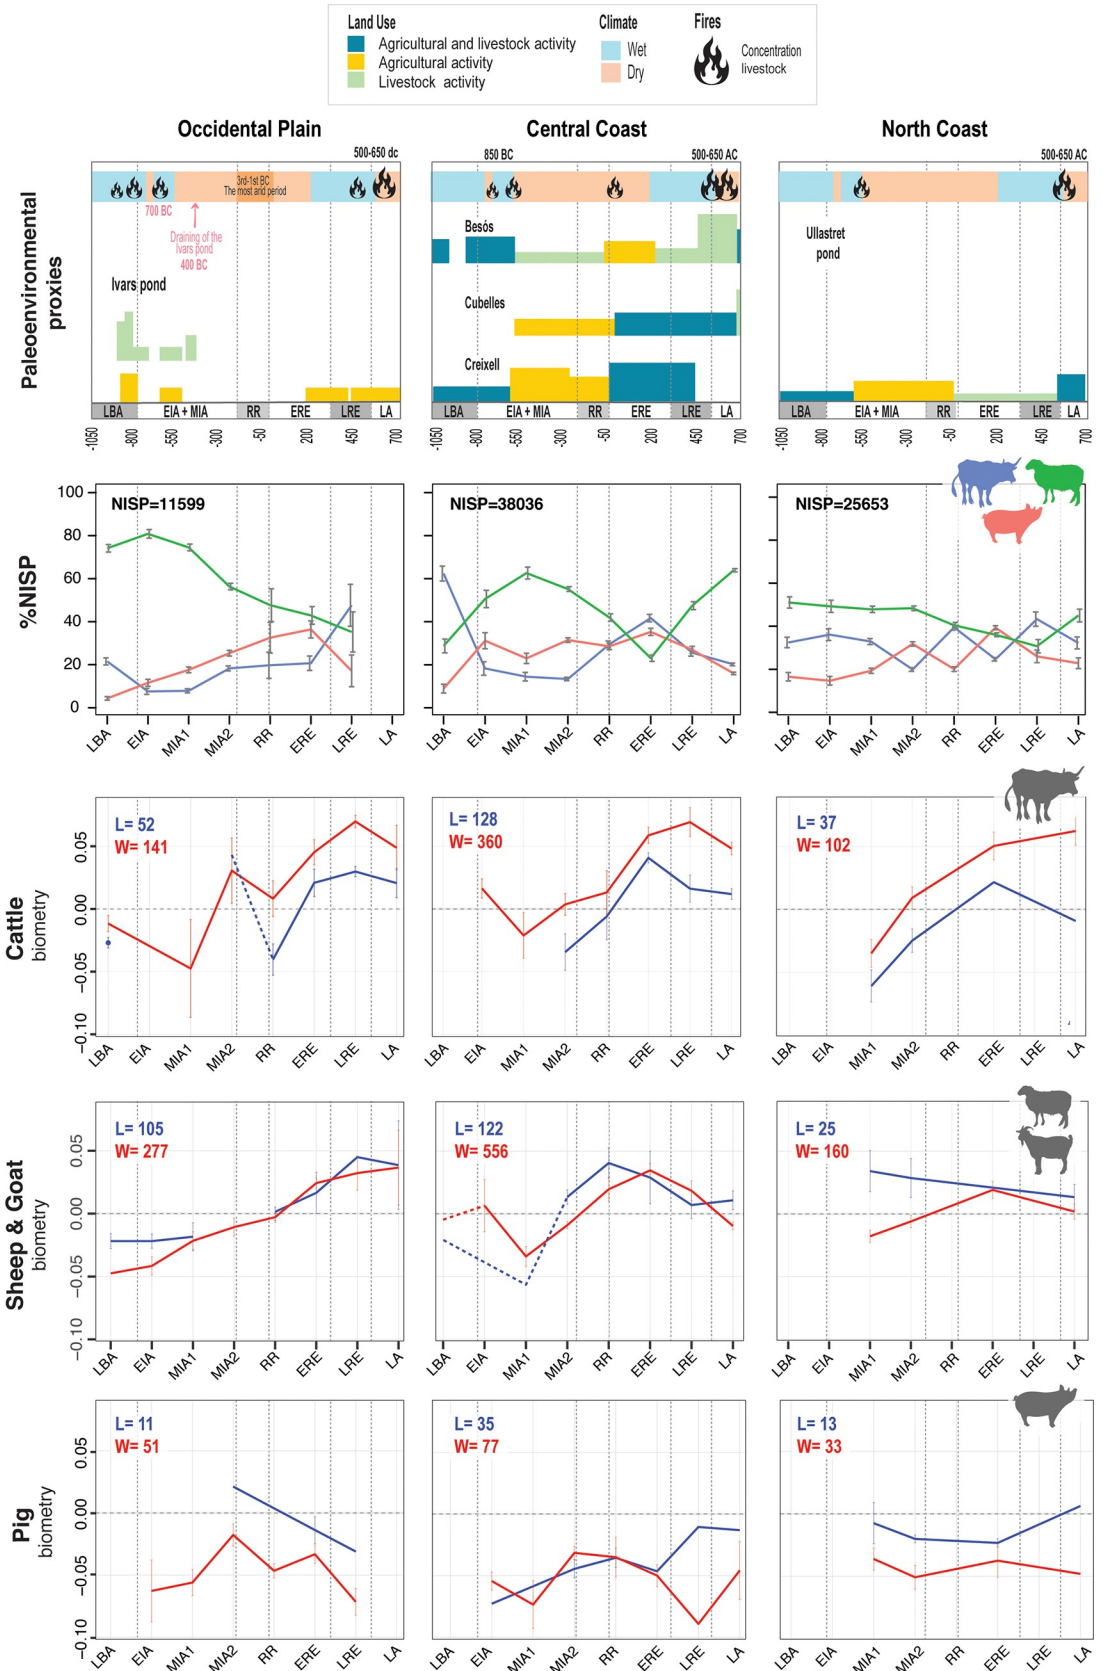 Land Use
Agricultural and livestock activity
Agricultural activity
Livestock activity
Climate
Wet
Dry
Fires
Concentration
livestock
Occidental Plain
Central Coast
North Coast
500-650 dc
850 BC
500-650 AC
500-650 AC
Paleoenvironmental
proxies
3rd-1st BC
The most arid period
700 BC
Draining of the
Ivars pond
400 BC
Ivars pond
Besós
Cubelles
Creixell
Ullastret
pond
LBA EIA + MIA RR ERE LRE LA
LBA EIA + MIA RR ERE LRE LA
LBA EIA + MIA RR ERE LRE LA
-1050 -800 -550 -300 -50 200 450 700
-1050 -800 -550 -300 -50 200 450 700
-1050 -800 -550 -300 -50 200 450 700
%NISP
100
80
60
40
20
0
NISP=11599
NISP=38036
NISP=25653
LBA EIA MIA1 MIA2 RR ERE LRE LA
LBA EIA MIA1 MIA2 RR ERE LRE LA
LBA EIA MIA1 MIA2 RR ERE LRE LA
Cattle
biometry
0.05
0.00
-0.05
-0.10
L= 52
W= 141
L= 128
W= 360
L= 37
W= 102
LBA EIA MIA1 MIA2 RR ERE LRE LA
LBA EIA MIA1 MIA2 RR ERE LRE LA
LBA EIA MIA1 MIA2 RR ERE LRE LA
Sheep & Goat
biometry
0.05
0.00
-0.05
-0.10
L= 105
W= 277
L= 122
W= 556
L= 25
W= 160
LBA EIA MIA1 MIA2 RR ERE LRE LA
LBA EIA MIA1 MIA2 RR ERE LRE LA
LBA EIA MIA1 MIA2 RR ERE LRE LA
Pig
biometry
0.05
0.00
-0.05
-0.10
L= 11
W= 51
L= 35
W= 77
L= 13
W= 33
LBA EIA MIA1 MIA2 RR ERE LRE LA
LBA EIA MIA1 MIA2 RR ERE LRE LA
LBA EIA MIA1 MIA2 RR ERE LRE LA